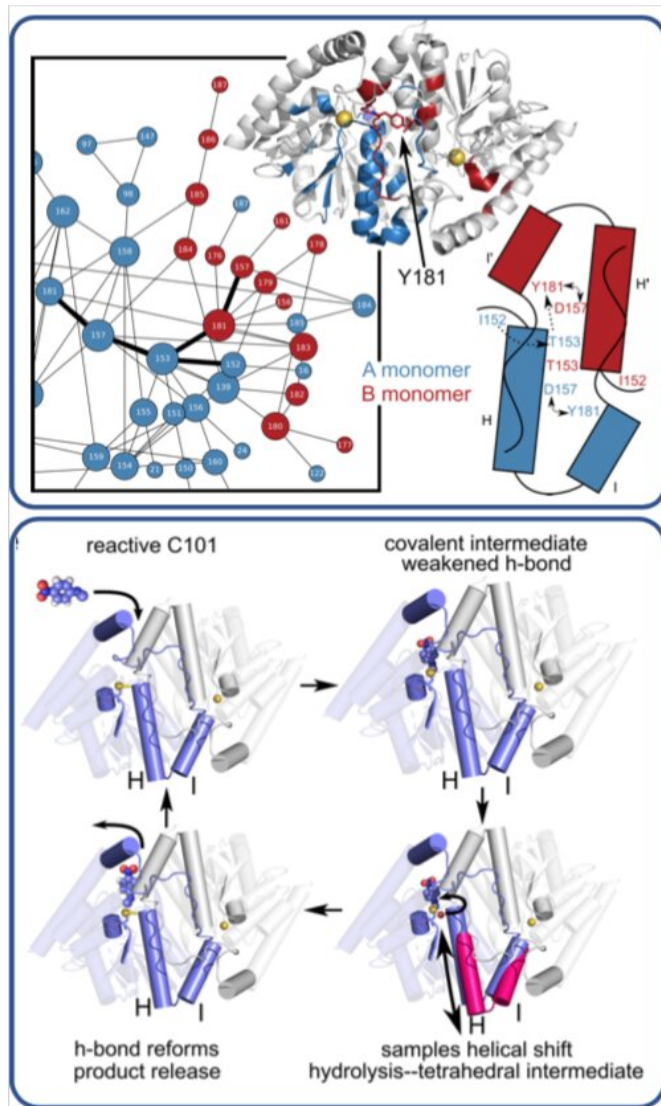 187
147
97
186
98
185
187
162
161
158
184
176
178
157
179
181
184
185
157
181
153
152
183
139
182
155
151
156
180
177
24
159
154
21
150
160
122
Y181
A monomer
B monomer
I'
H'
Y181
D157
I152
T153
T153
I152
D157
Y181
H
I
reactive C101
covalent intermediate
weakened h-bond
H
I
H
I
H
I
H
I
h-bond reforms
product release
samples helical shift
hydrolysis--tetrahedral intermediate